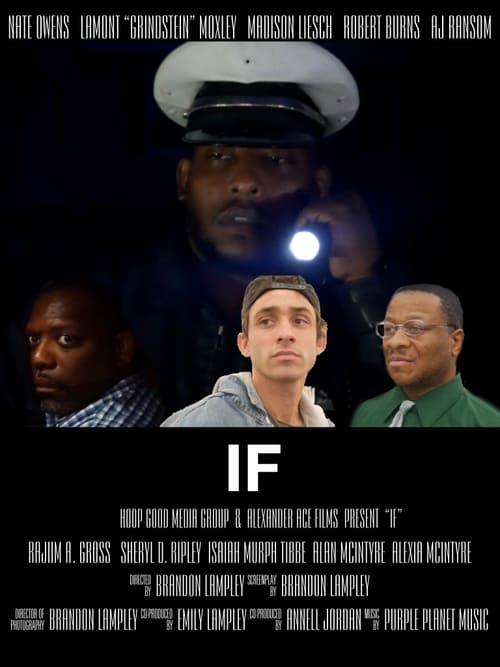 NATE OWENS LAMONT "GRINDSTEIN" MOXLEY MADISON LIESCH ROBERT BURNS AJ RANSOM
IF
HOOP GOOD MEDIA GROUP & ALEXANDER ACE FILMS PRESENT "IF"
RAJIIM A. GROSS SHERYL D. RIPLEY ISAIAH MURPH TIBBE ALAN MCINTYRE ALEXIA MCINTYRE
DIRECTED BY BRANDON LAMPLEY SCREENPLAY BY BRANDON LAMPLEY
DIRECTOR OF PHOTOGRAPHY BRANDON LAMPLEY CO-PRODUCED BY EMILY LAMPLEY CO-PRODUCED BY ANNELL JORDAN MUSIC BY PURPLE PLANET MUSIC